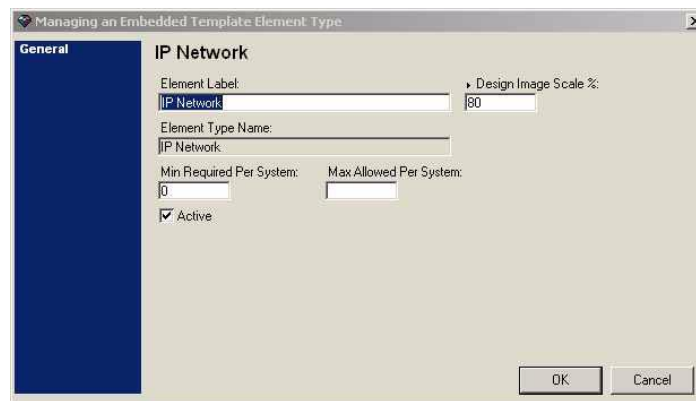 Managing an Embedded Template Element Type
General
IP Network
Element Label:
Design Image Scale %:
IP Network
80
Element Type Name:
IP Network
Min Required Per System:
Max Allowed Per System:
0
Active
OK
Cancel